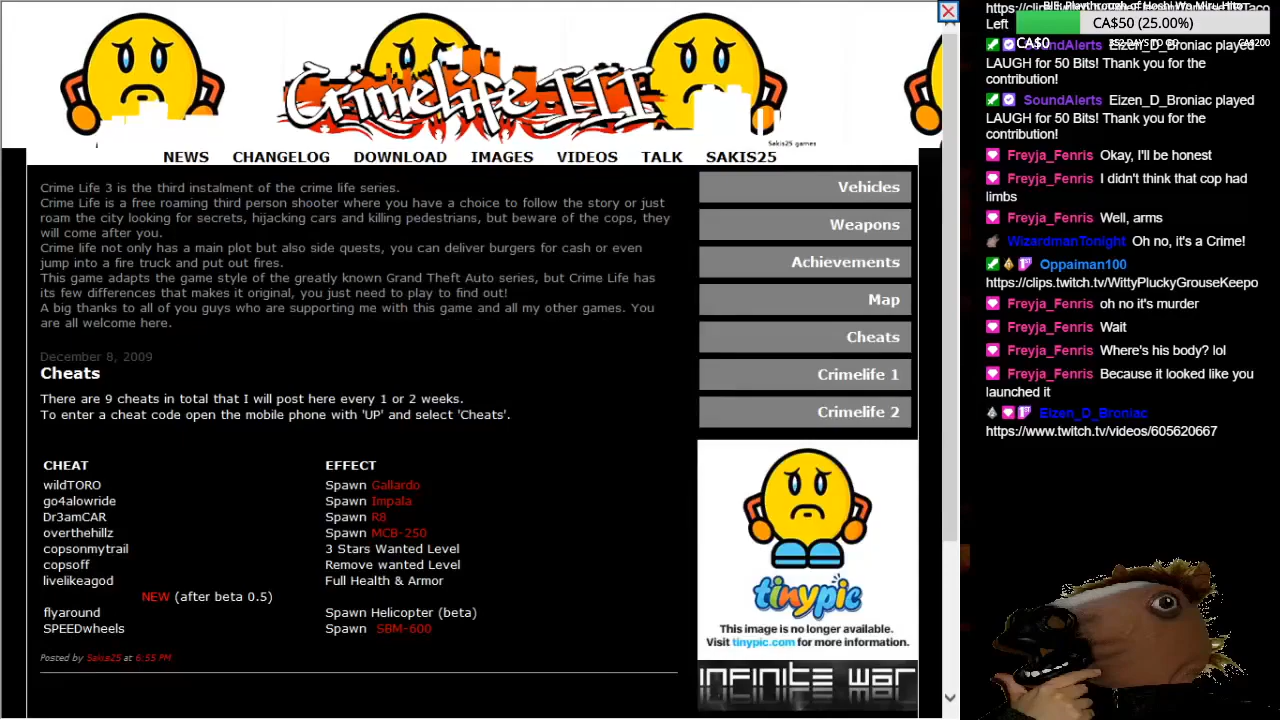 Crimelife III
Sakis25 games
NEWS CHANGELOG DOWNLOAD IMAGES VIDEOS TALK SAKIS25
Crime Life 3 is the third instalment of the crime life series.
Crime Life is a free roaming third person shooter where you have a choice to follow the story or just
roam the city looking for secrets, hijacking cars and killing pedestrians, but beware of the cops, they
will come after you.
Crime life not only has a main plot but also side quests, you can deliver burgers for cash or even
jump into a fire truck and put out fires.
This game adapts the game style of the greatly known Grand Theft Auto series, but Crime Life has
its few differences that makes it original, you just need to play to find out!
A big thanks to all of you guys who are supporting me with this game and all my other games. You
are all welcome here.
December 8, 2009
Cheats
There are 9 cheats in total that I will post here every 1 or 2 weeks.
To enter a cheat code open the mobile phone with 'UP' and select 'Cheats'.
CHEAT EFFECT
wildTORO Spawn Gallardo
go4alowride Spawn Impala
Dr3amCAR Spawn R8
overthehillz Spawn MCB-250
copsonmytrail 3 Stars Wanted Level
copsoff Remove wanted Level
livelikeagod Full Health & Armor
NEW (after beta 0.5)
flyaround Spawn Helicopter (beta)
SPEEDwheels Spawn SBM-600
Posted by Sakis25 at 6:55 PM
Vehicles
Weapons
Achievements
Map
Cheats
Crimelife 1
Crimelife 2
tinypic
This image is no longer available.
Visit tinypic.com for more information.
INFINITE WAR
Left
CA$50 (25.00%)
CA$0
CA$200
SoundAlerts Eizen_D_Broniac played
LAUGH for 50 Bits! Thank you for the
contribution!
SoundAlerts Eizen_D_Broniac played
LAUGH for 50 Bits! Thank you for the
contribution!
Freyja_Fenris Okay, I'll be honest
Freyja_Fenris I didn't think that cop had
limbs
Freyja_Fenris Well, arms
WizardmanTonight Oh no, it's a Crime!
Oppaiman100
https://clips.twitch.tv/WittyPluckyGrouseKeepo
Freyja_Fenris oh no it's murder
Freyja_Fenris Wait
Freyja_Fenris Where's his body? lol
Freyja_Fenris Because it looked like you
launched it
Eizen_D_Broniac
https://www.twitch.tv/videos/605620667